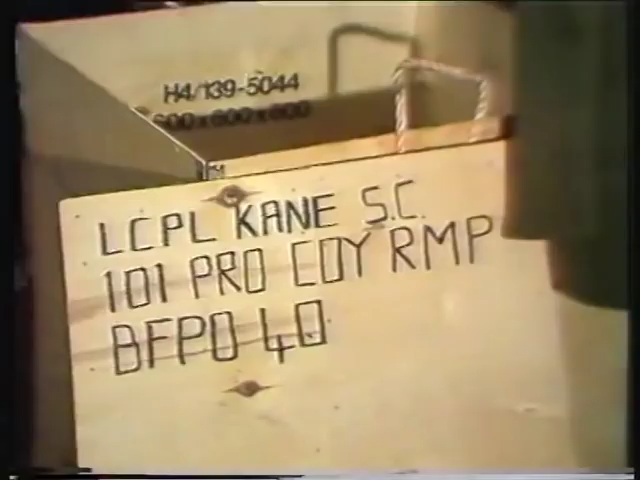 H4/139-5044
600x600x600
LCPL KANE S.C.
101 PRO COY RMP
BFPO 40